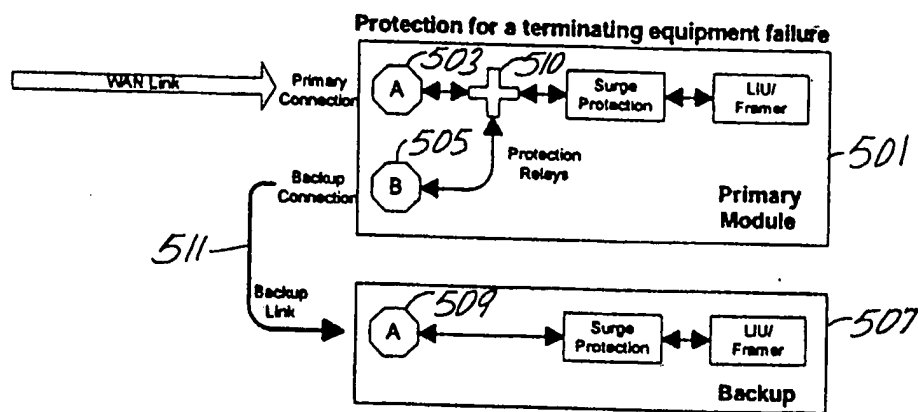 Protection for a terminating equipment failure
WAN Link
Primary
Connection
A
503
510
Surge
Protection
LIU/
Framer
B
505
Protection
Relays
501
Backup
Connection
Primary
Module
511
Backup
Link
A
509
Surge
Protection
LIU/
Framer
507
Backup